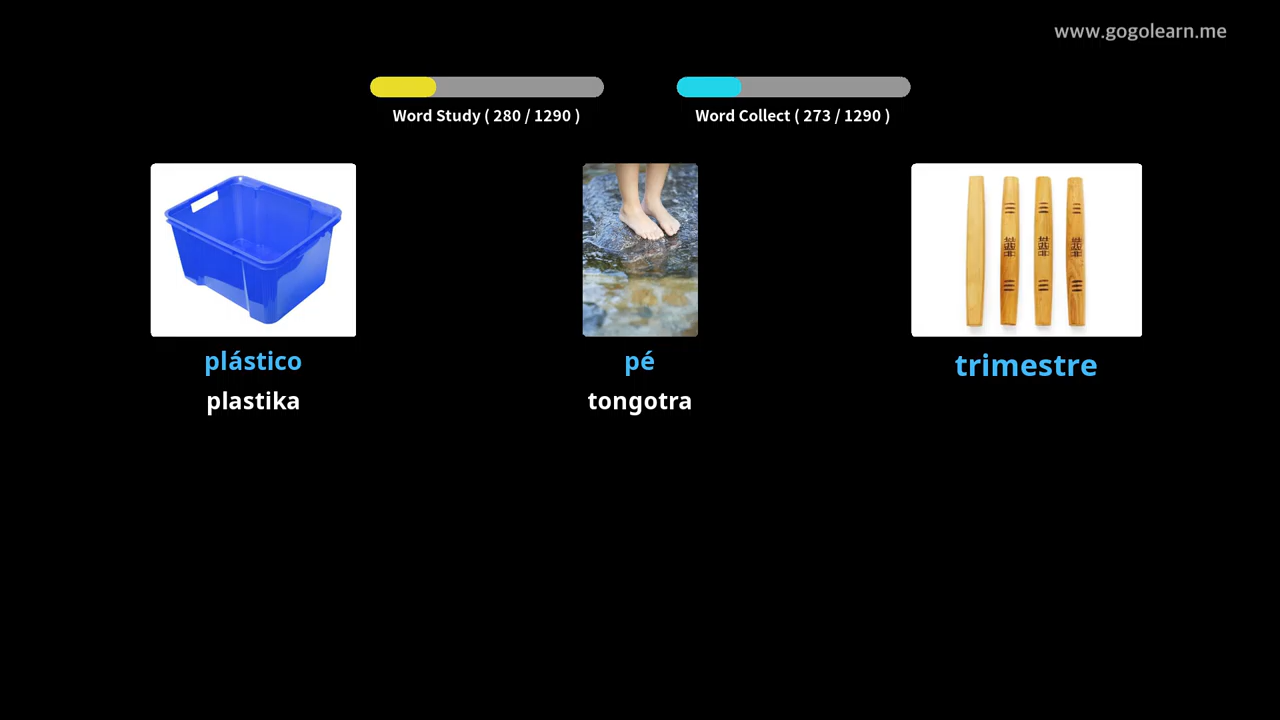 www.gogolearn.me
Word Study ( 280 / 1290 )
Word Collect ( 273 / 1290 )
plástico
pé
trimestre
plastika
tongotra